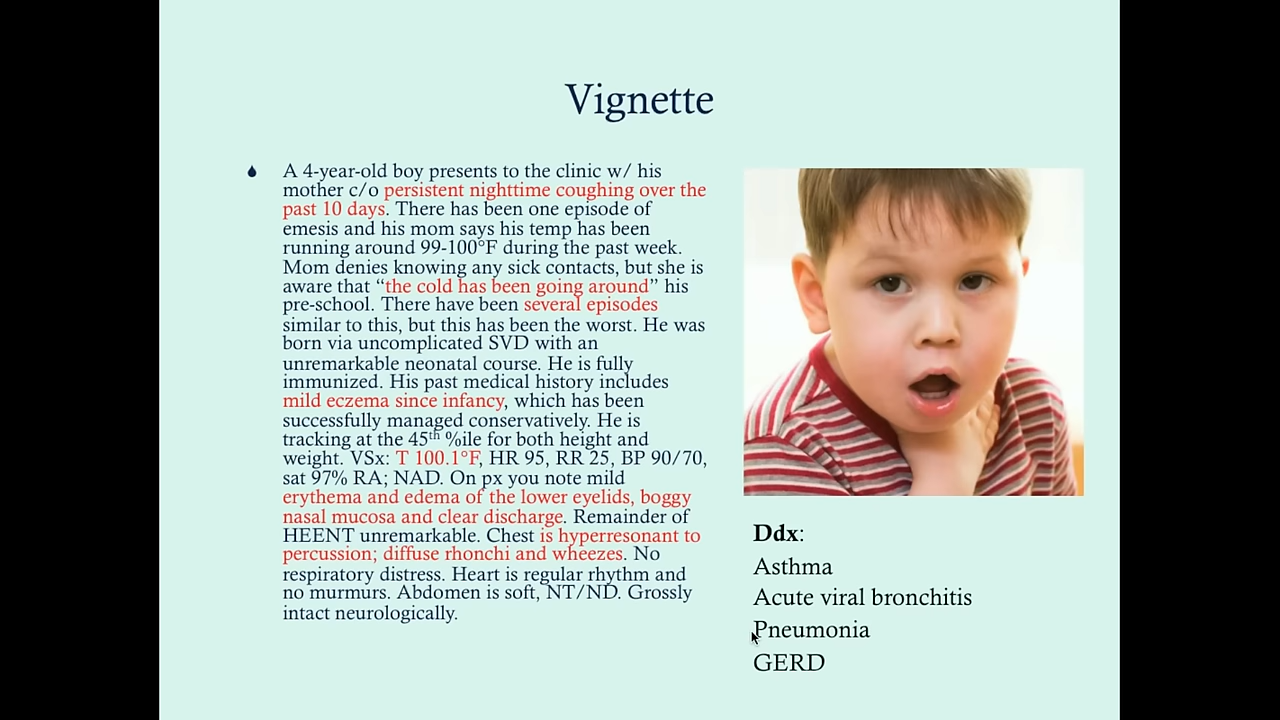 Vignette
A 4-year-old boy presents to the clinic w/ his
mother c/o persistent nighttime coughing over the
past 10 days. There has been one episode of
emesis and his mom says his temp has been
running around 99-100°F during the past week.
Mom denies knowing any sick contacts, but she is
aware that “the cold has been going around” his
pre-school. There have been several episodes
similar to this, but this has been the worst. He was
born via uncomplicated SVD with an
unremarkable neonatal course. He is fully
immunized. His past medical history includes
mild eczema since infancy, which has been
successfully managed conservatively. He is
tracking at the 45th %ile for both height and
weight. VSx: T 100.1°F, HR 95, RR 25, BP 90/70,
sat 97% RA; NAD. On px you note mild
erythema and edema of the lower eyelids, boggy
nasal mucosa and clear discharge. Remainder of
HEENT unremarkable. Chest is hyperresonant to
percussion; diffuse rhonchi and wheezes. No
respiratory distress. Heart is regular rhythm and
no murmurs. Abdomen is soft, NT/ND. Grossly
intact neurologically.
Ddx:
Asthma
Acute viral bronchitis
Pneumonia
GERD